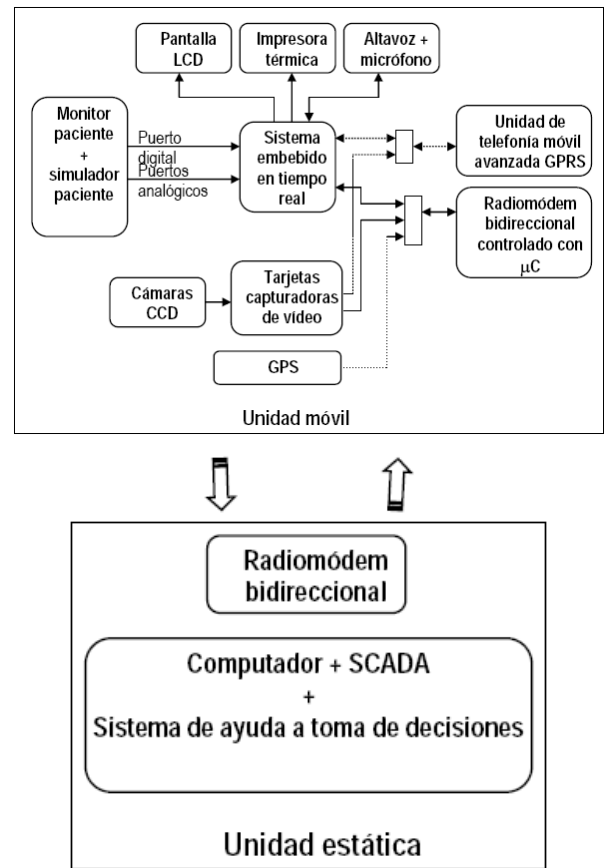 Pantalla
LCD
Impresora
térmica
Altavoz +
micrófono
Monitor
paciente
+
simulador
paciente
Puerto
digital
Puertos
analógicos
Sistema
embebido
en tiempo
real
Unidad de
telefonía móvil
avanzada GPRS
Radiomódem
bidireccional
controlado con
μC
Cámaras
CCD
Tarjetas
capturadoras
de vídeo
GPS
Unidad móvil
Radiomódem
bidireccional
Computador + SCADA
+
Sistema de ayuda a toma de decisiones
Unidad estática